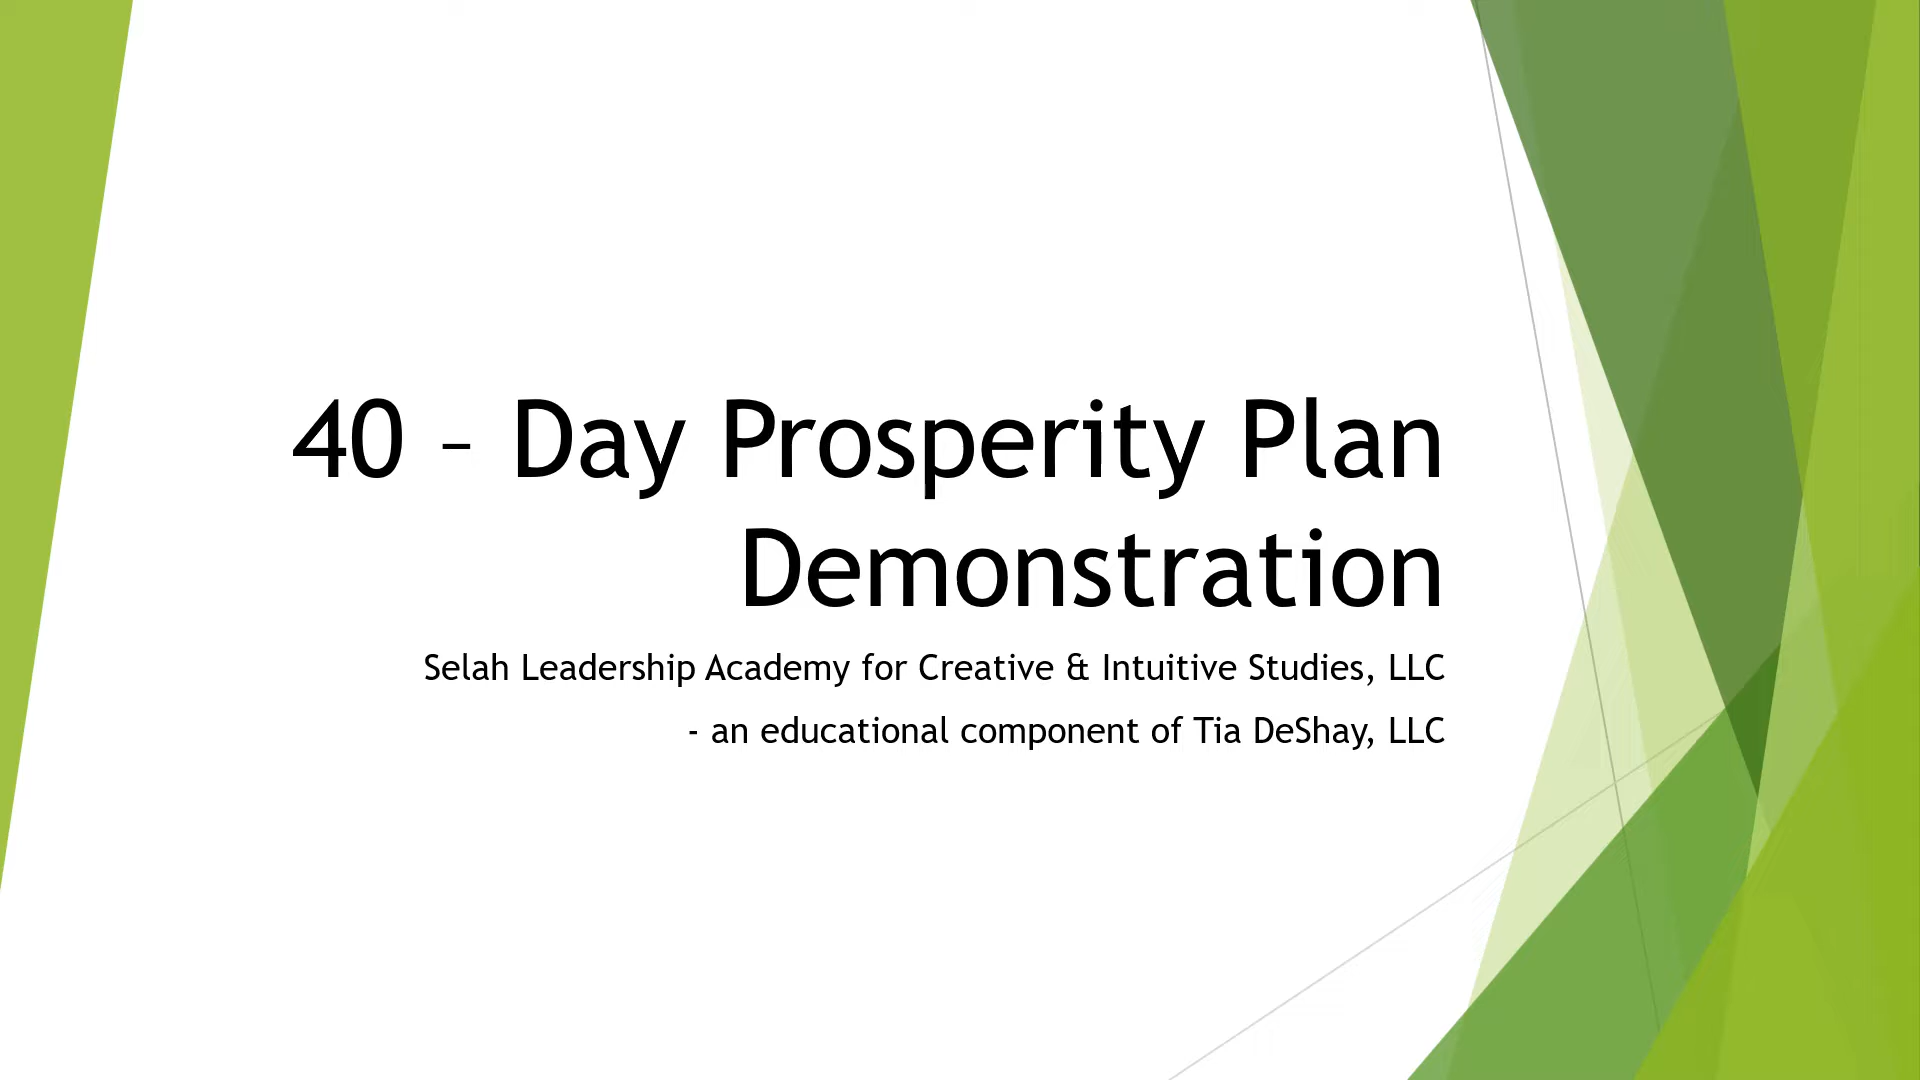 40 – Day Prosperity Plan
Demonstration
Selah Leadership Academy for Creative & Intuitive Studies, LLC
- an educational component of Tia DeShay, LLC